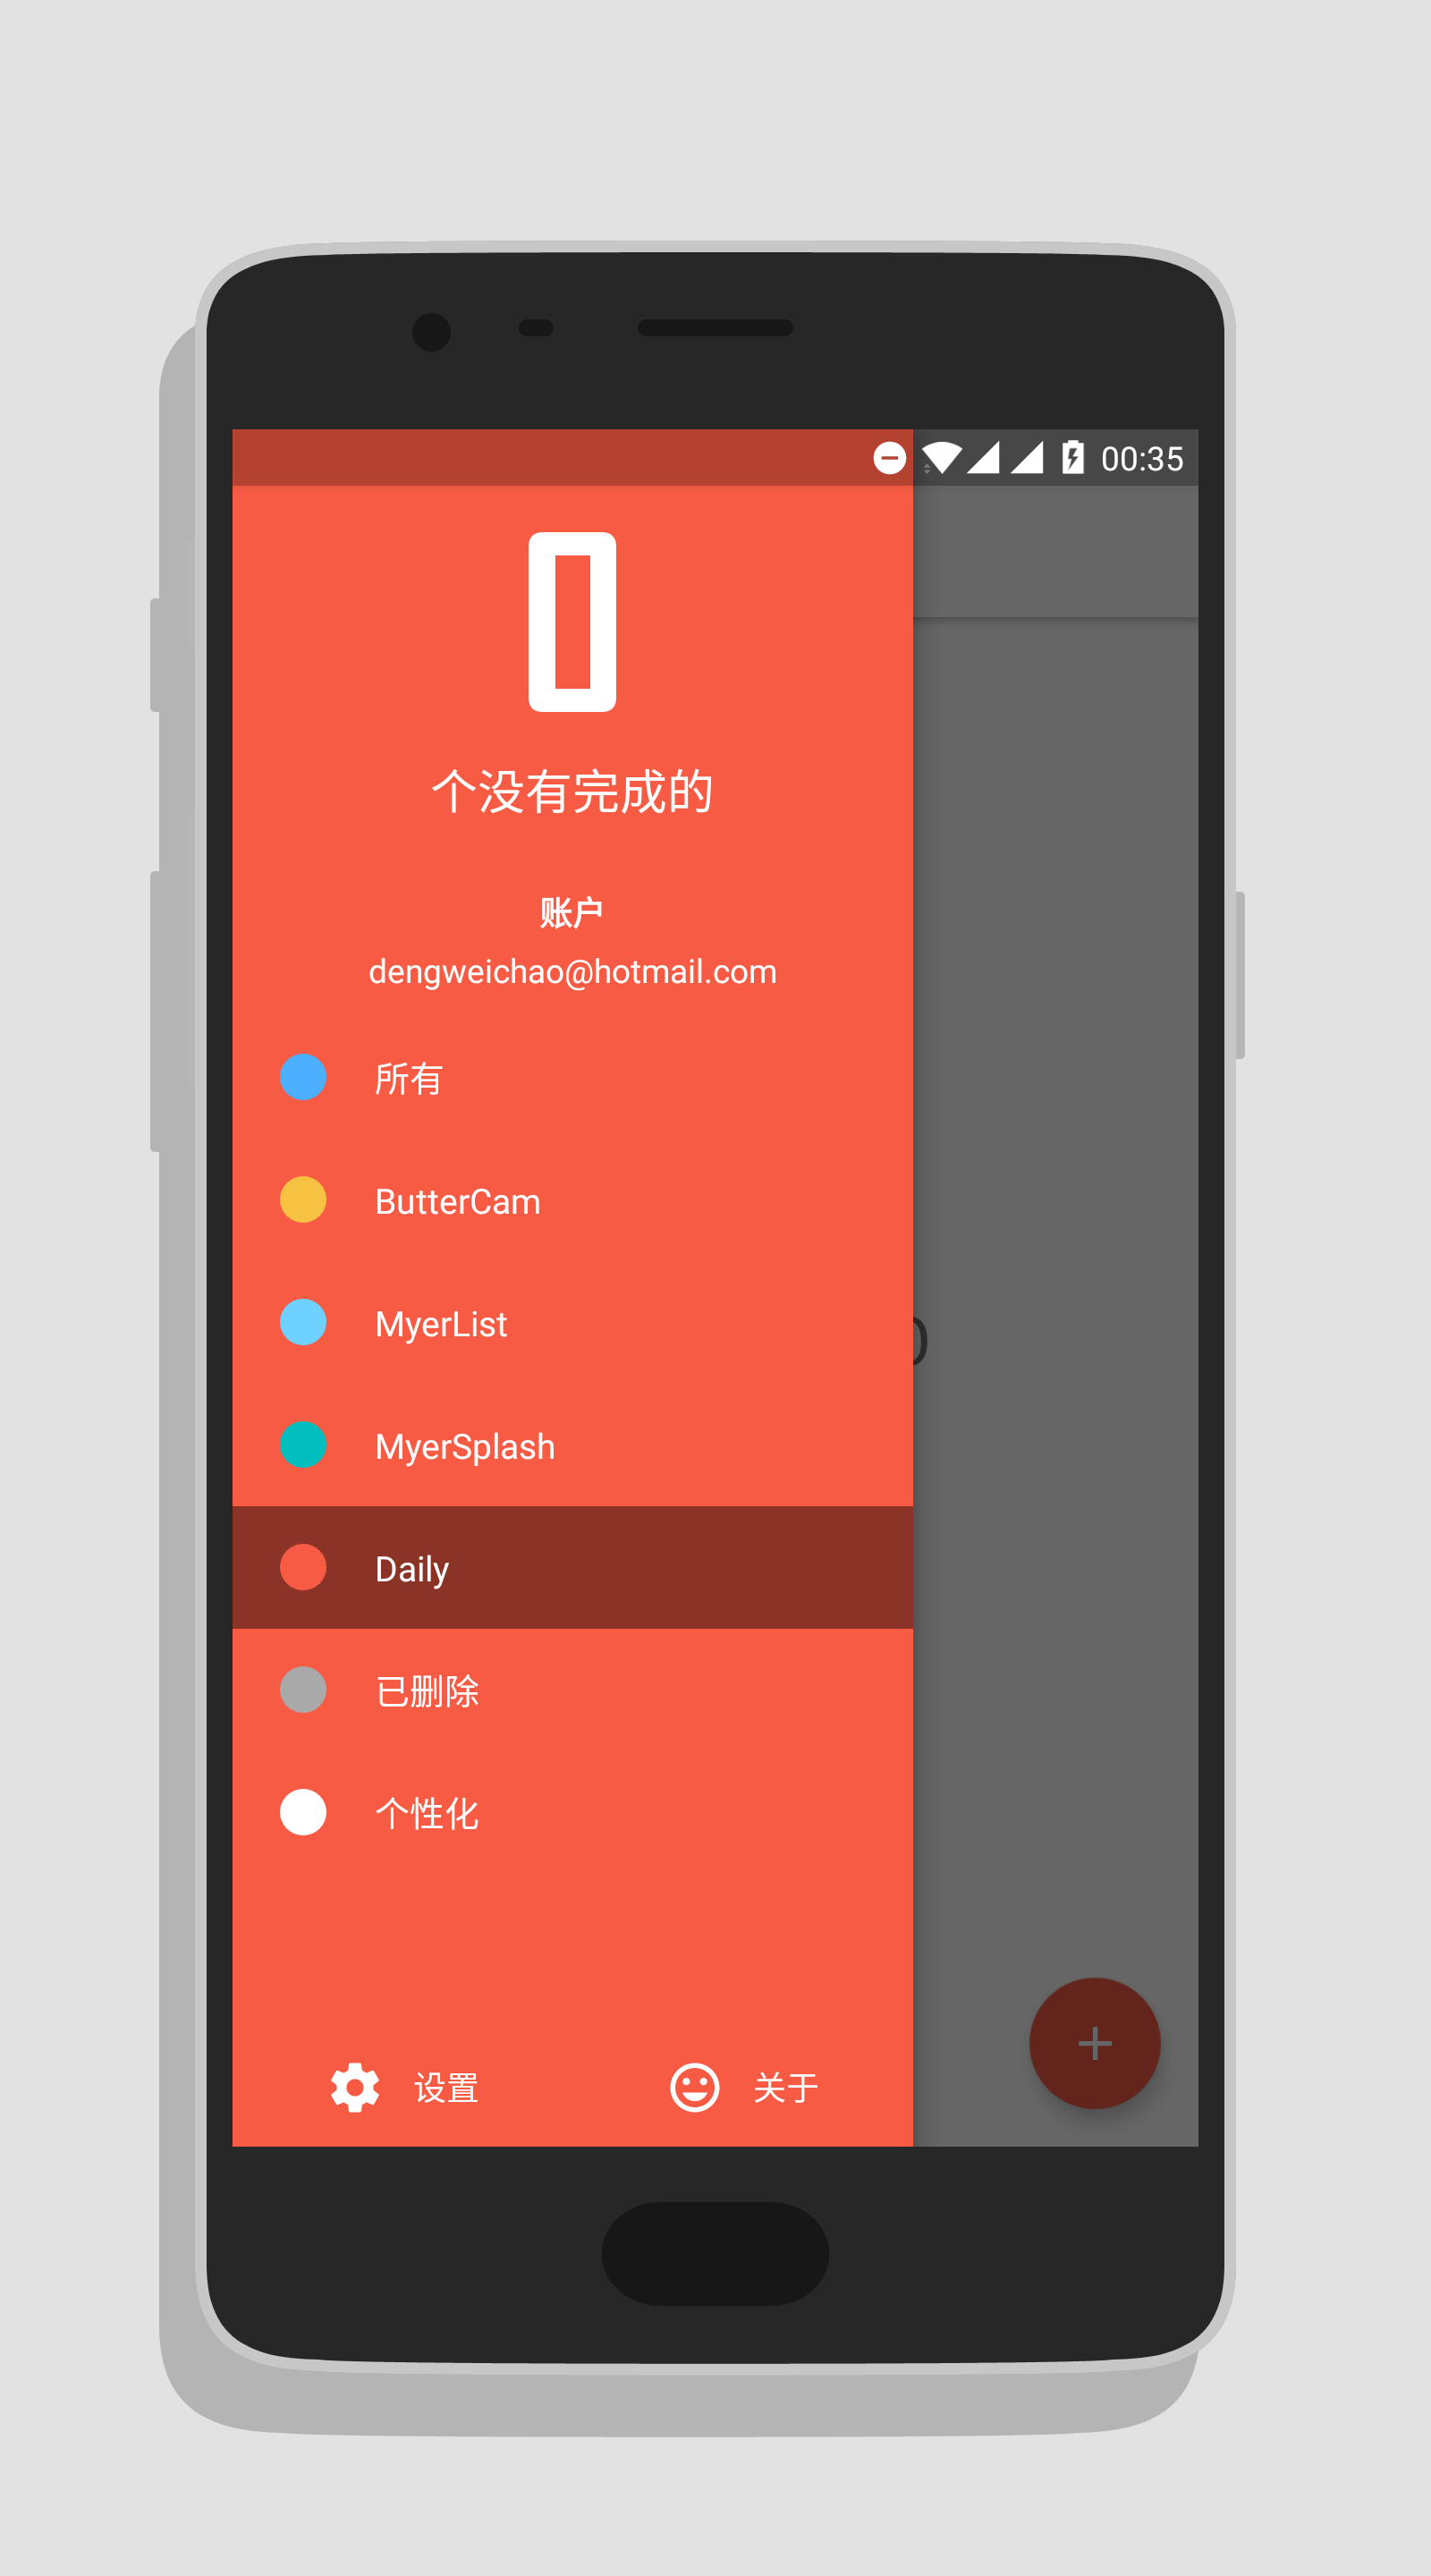 00:35
0
个没有完成的
账户
dengweichao@hotmail.com
所有
ButterCam
MyerList
MyerSplash
Daily
已删除
个性化
设置
关于